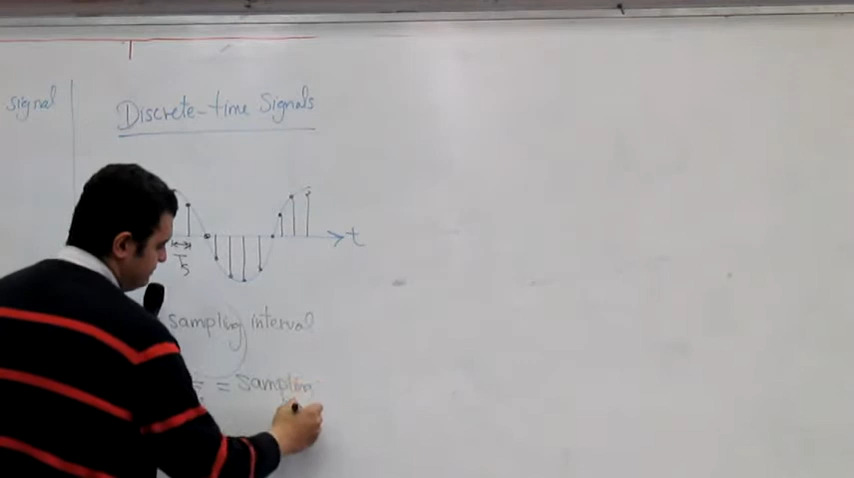 signal
Discrete-time Signals
t
Ts
sampling interval
= sampling